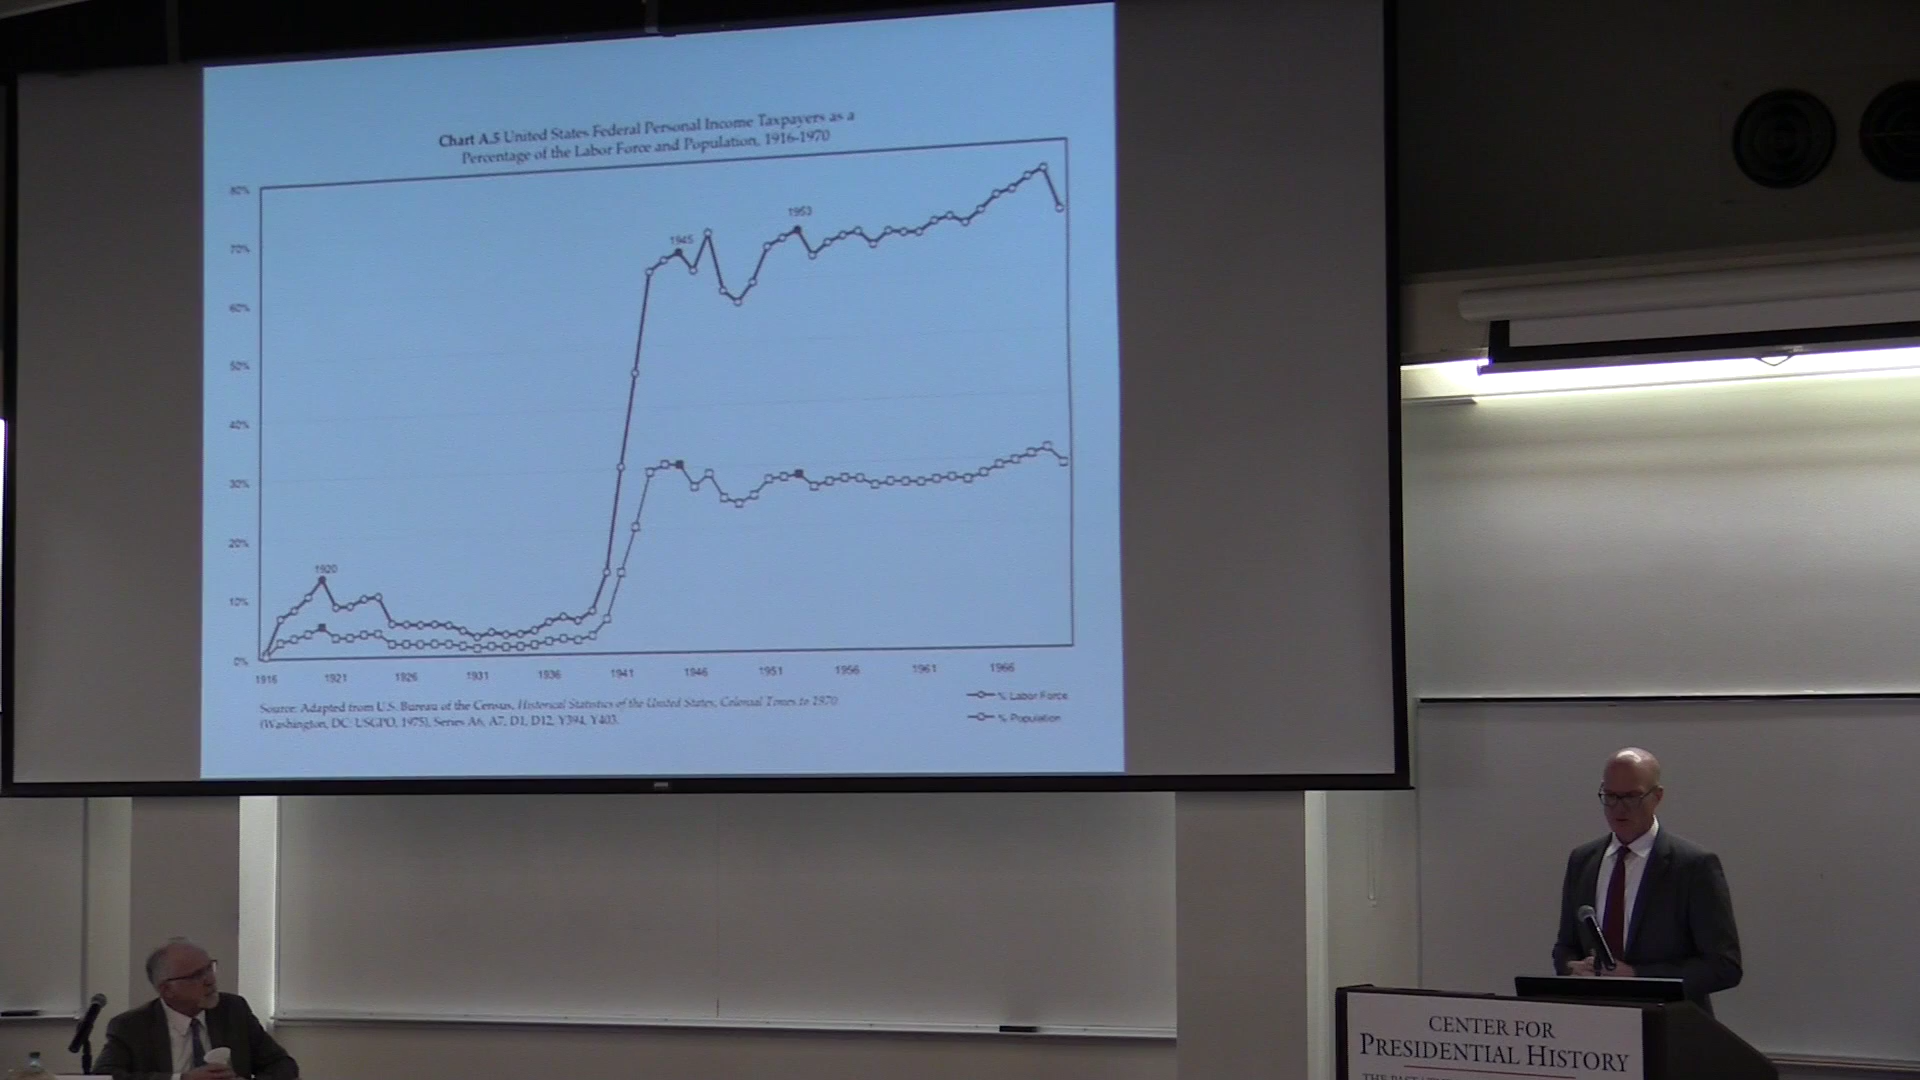 Chart A.5 United States Federal Personal Income Taxpayers as a
Percentage of the Labor Force and Population, 1916-1970
80%
70%
60%
50%
40%
30%
20%
10%
0%
1920
1945
1953
1916 1921 1926 1931 1936 1941 1946 1951 1956 1961 1966
% Labor Force
% Population
Source: Adapted from U.S. Bureau of the Census, Historical Statistics of the United States, Colonial Times to 1970
(Washington, DC: USGPO, 1975), Series A6, A7, D1, D12, Y394, Y403.
CENTER FOR
PRESIDENTIAL HISTORY